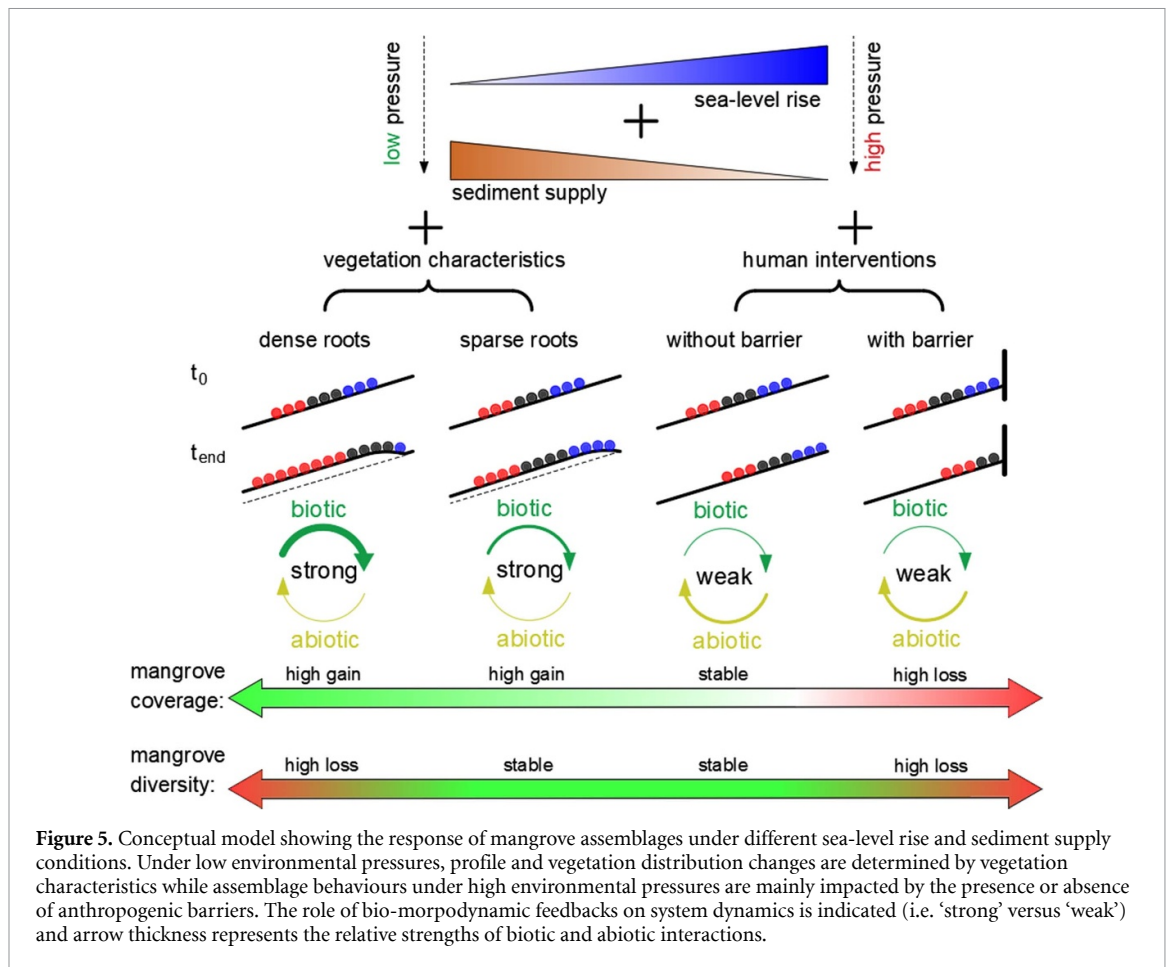 low pressure
sea-level rise
+
high pressure
sediment supply
+
+
vegetation characteristics
human interventions
dense roots
sparse roots
without barrier
with barrier
t0
tend
biotic
biotic
biotic
biotic
strong
strong
weak
weak
abiotic
abiotic
abiotic
abiotic
mangrove
coverage:
high gain
high gain
stable
high loss
mangrove
diversity:
high loss
stable
stable
high loss
Figure 5. Conceptual model showing the response of mangrove assemblages under different sea-level rise and sediment supply
conditions. Under low environmental pressures, profile and vegetation distribution changes are determined by vegetation
characteristics while assemblage behaviours under high environmental pressures are mainly impacted by the presence or absence
of anthropogenic barriers. The role of bio-morpodynamic feedbacks on system dynamics is indicated (i.e. ‘strong’ versus ‘weak’)
and arrow thickness represents the relative strengths of biotic and abiotic interactions.